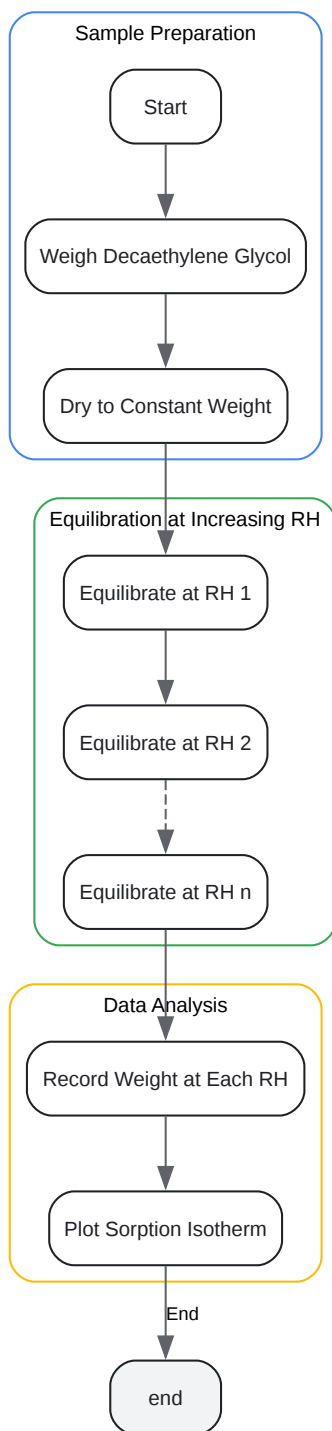 Sample Preparation
Start
Weigh Decaethylene Glycol
Dry to Constant Weight
Equilibration at Increasing RH
Equilibrate at RH 1
Equilibrate at RH 2
Equilibrate at RH n
Data Analysis
Record Weight at Each RH
Plot Sorption Isotherm
End
end